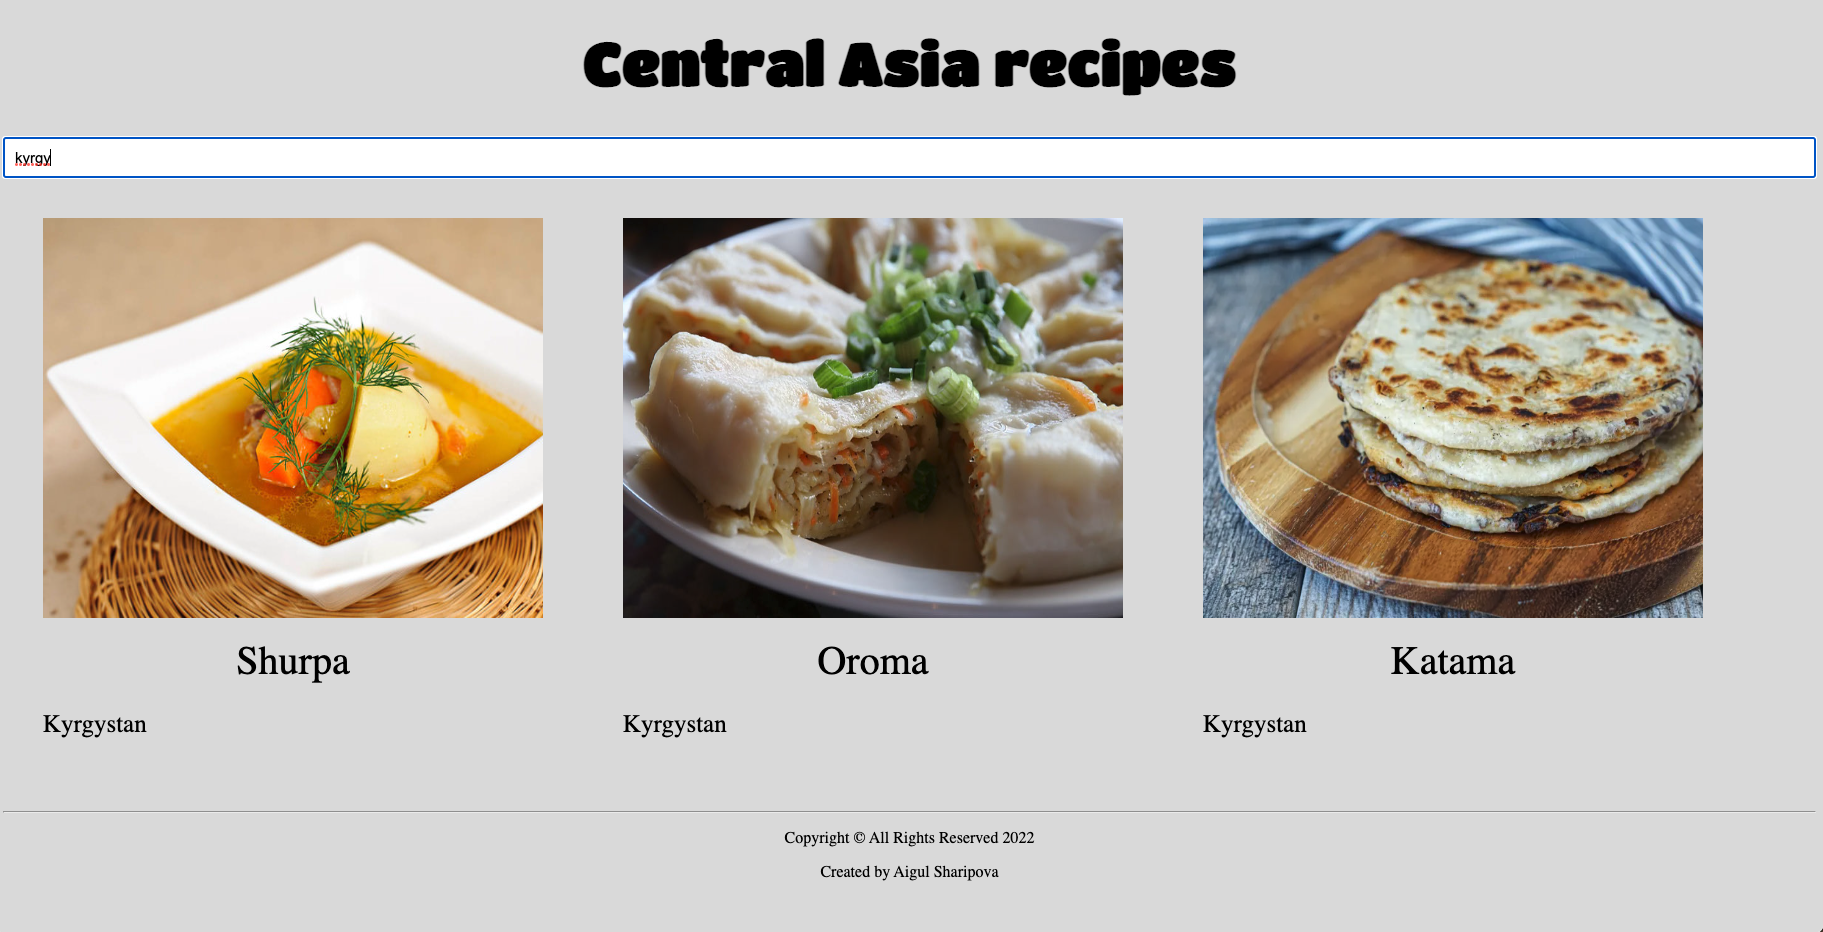 Central Asia recipes
kyrgy
Shurpa
Oroma
Katama
Kyrgystan
Kyrgystan
Kyrgystan
Copyright © All Rights Reserved 2022
Created by Aigul Sharipova